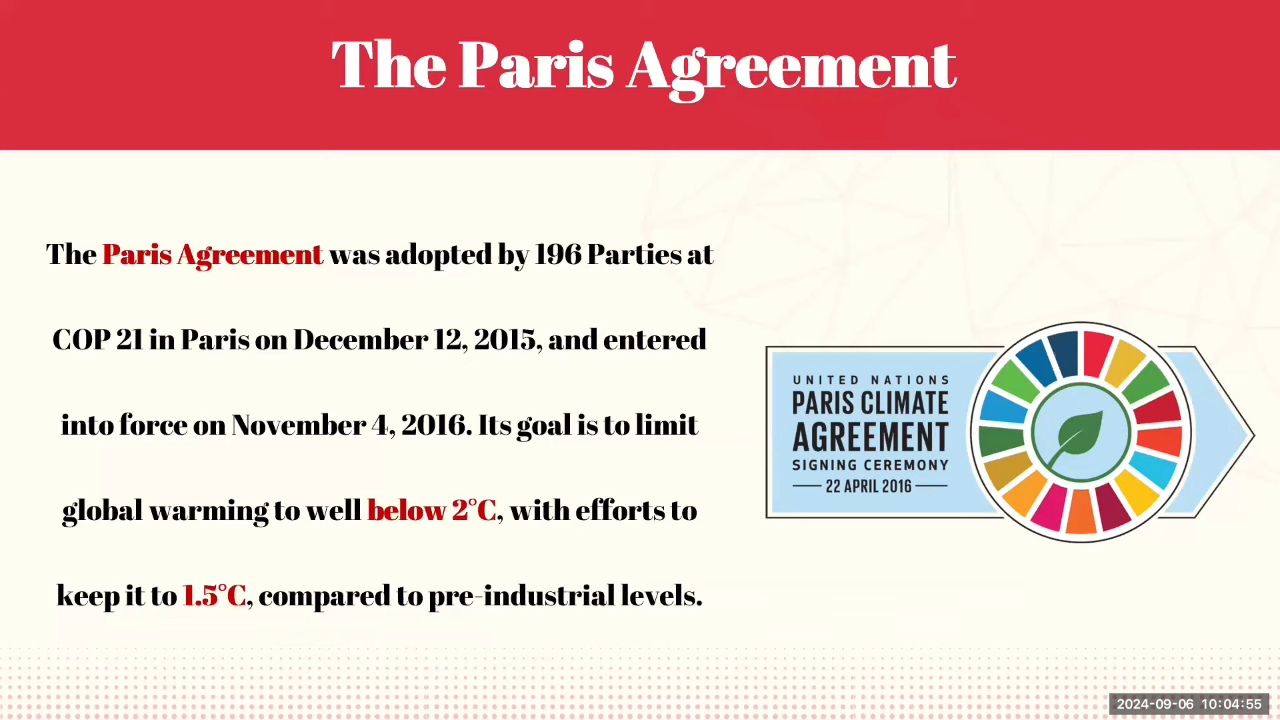 The Paris Agreement
The Paris Agreement was adopted by 196 Parties at
COP 21 in Paris on December 12, 2015, and entered
into force on November 4, 2016. Its goal is to limit
global warming to well below 2°C, with efforts to
keep it to 1.5°C, compared to pre-industrial levels.
UNITED NATIONS
PARIS CLIMATE
AGREEMENT
SIGNING CEREMONY
22 APRIL 2016
2024-09-06 10:04:55